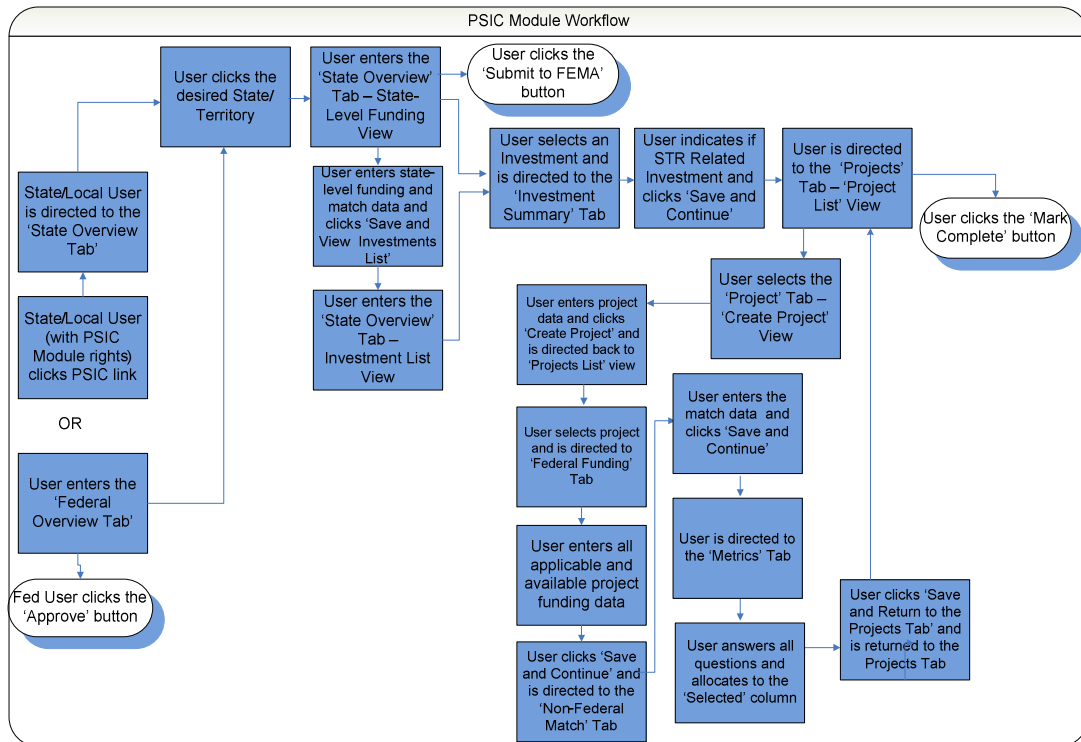 PSIC Module Workflow
User clicks the
desired State/
Territory
User enters the
‘State Overview’
Tab – State-
Level Funding
View
User clicks the
‘Submit to FEMA’
button
State/Local User
is directed to the
‘State Overview
Tab’
State/Local User
(with PSIC
Module rights)
clicks PSIC link
OR
User enters the
‘Federal
Overview Tab’
Fed User clicks the
‘Approve’ button
User enters state-
level funding and
match data and
clicks ‘Save and
View Investments
List’
User enters the
‘State Overview’
Tab –
Investment List
View
User selects an
Investment and
is directed to the
‘Investment
Summary’ Tab
User indicates if
STR Related
Investment and
clicks ‘Save and
Continue’
User is directed
to the ‘Projects’
Tab – ‘Project
List’ View
User clicks the ‘Mark
Complete’ button
User selects the
‘Project’ Tab –
‘Create Project’
View
User enters project
data and clicks
‘Create Project’ and
is directed back to
‘Projects List’ view
User selects project
and is directed to
‘Federal Funding’
Tab
User enters all
applicable and
available project
funding data
User clicks ‘Save
and Continue’ and
is directed to the
‘Non-Federal
Match’ Tab
User enters the
match data and
clicks ‘Save and
Continue’
User is directed
to the ‘Metrics’ Tab
User answers all
questions and
allocates to the
‘Selected’ column
User clicks ‘Save
and Return to the
Projects Tab’ and
is returned to the
Projects Tab